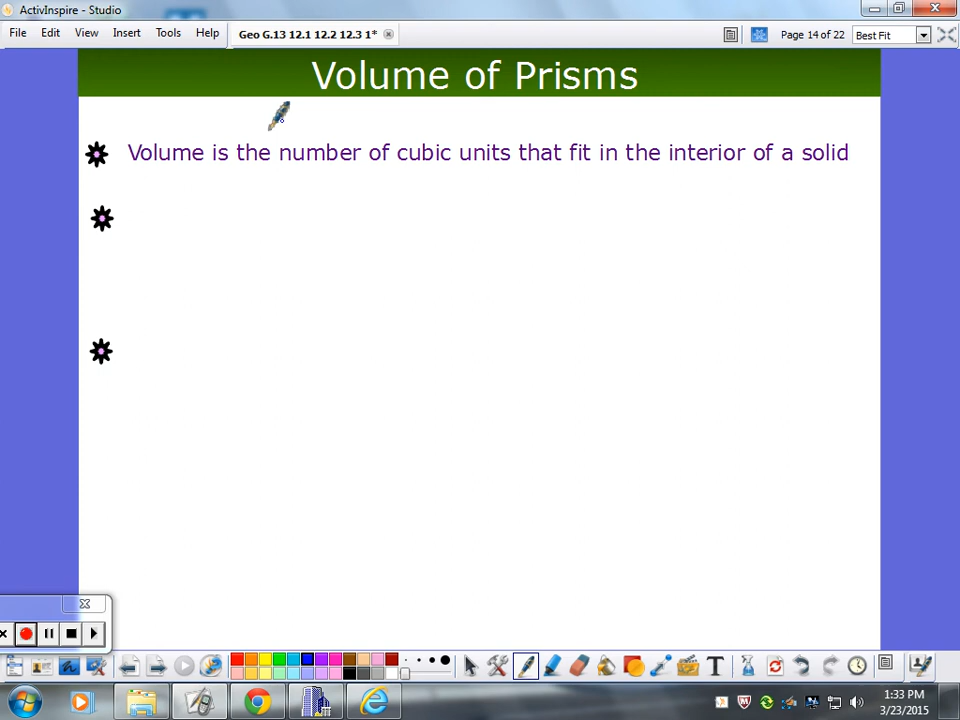 ActivInspire - Studio
File Edit View Insert Tools Help
Geo G.13 12.1 12.2 12.3 1*
Page 14 of 22
Best Fit
Volume of Prisms
Volume is the number of cubic units that fit in the interior of a solid
1:33 PM
3/23/2015